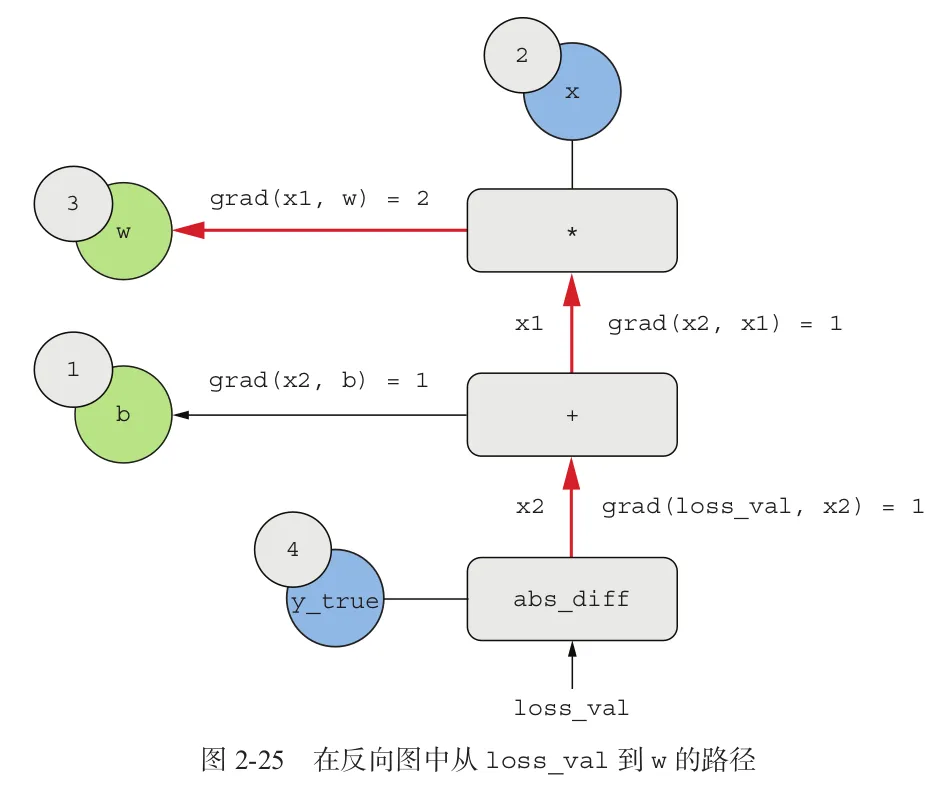 2
x
3
w
grad(x1, w) = 2
*
x1
grad(x2, x1) = 1
1
b
grad(x2, b) = 1
+
x2
grad(loss_val, x2) = 1
4
y_true
abs_diff
loss_val
图 2-25 在反向图中从 loss_val 到 w 的路径